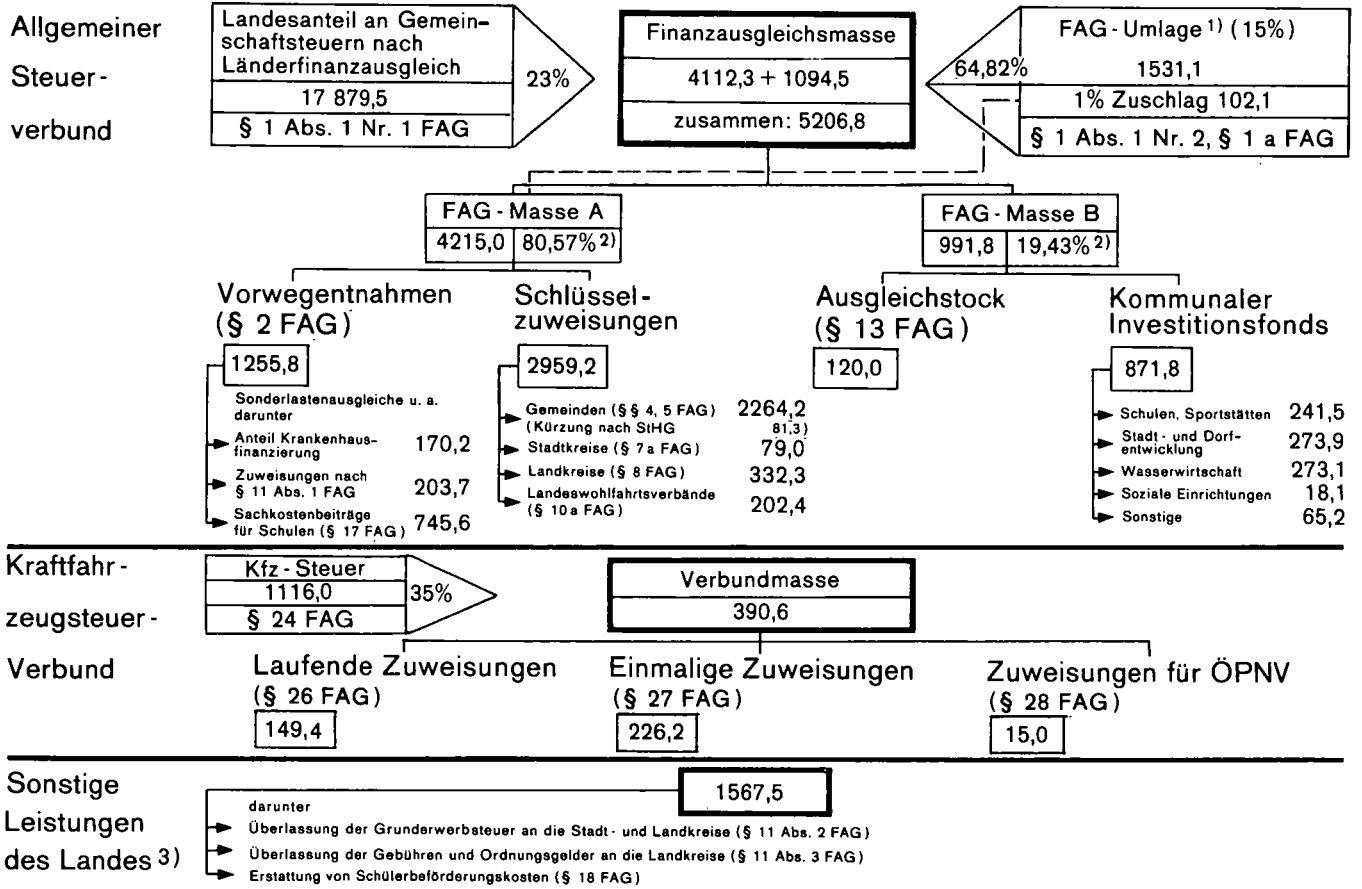 Allgemeiner
Steuer-
verbund
Landesanteil an Gemein-
schaftsteuern nach
Länderfinanzausgleich
17 879,5
§ 1 Abs. 1 Nr. 1 FAG
23%
Finanzausgleichsmasse
4112,3 + 1094,5
zusammen: 5206,8
64,82%
FAG-Umlage 1) (15%)
1531,1
1% Zuschlag 102,1
§ 1 Abs. 1 Nr. 2, § 1 a FAG
FAG - Masse A
4215,0 80,57% 2)
FAG - Masse B
991,8 19,43% 2)
Vorwegentnahmen
(§ 2 FAG)
1255,8
Sonderlastenausgleiche u. a.
darunter
Anteil Krankenhaus-
finanzierung 170,2
Zuweisungen nach
§ 11 Abs. 1 FAG 203,7
Sachkostenbeiträge
für Schulen (§ 17 FAG) 745,6
Schlüssel-
zuweisungen
2959,2
Gemeinden (§§ 4, 5 FAG) 2264,2
(Kürzung nach StHG 81,3)
Stadtkreise (§ 7a FAG) 79,0
Landkreise (§ 8 FAG) 332,3
Landeswohlfahrtsverbände
(§ 10a FAG) 202,4
Ausgleichstock
(§ 13 FAG)
120,0
Kommunaler
Investitionsfonds
871,8
Schulen, Sportstätten 241,5
Stadt- und Dorf-
entwicklung 273,9
Wasserwirtschaft 273,1
Soziale Einrichtungen 18,1
Sonstige 65,2
Kraftfahr-
zeugsteuer-
Verbund
Kfz - Steuer
1116,0
§ 24 FAG
35%
Verbundmasse
390,6
Laufende Zuweisungen
(§ 26 FAG)
149,4
Einmalige Zuweisungen
(§ 27 FAG)
226,2
Zuweisungen für ÖPNV
(§ 28 FAG)
15,0
Sonstige
Leistungen
des Landes 3)
1567,5
darunter
Überlassung der Grunderwerbsteuer an die Stadt- und Landkreise (§ 11 Abs. 2 FAG)
Überlassung der Gebühren und Ordnungsgelder an die Landkreise (§ 11 Abs. 3 FAG)
Erstattung von Schülerbeförderungskosten (§ 18 FAG)